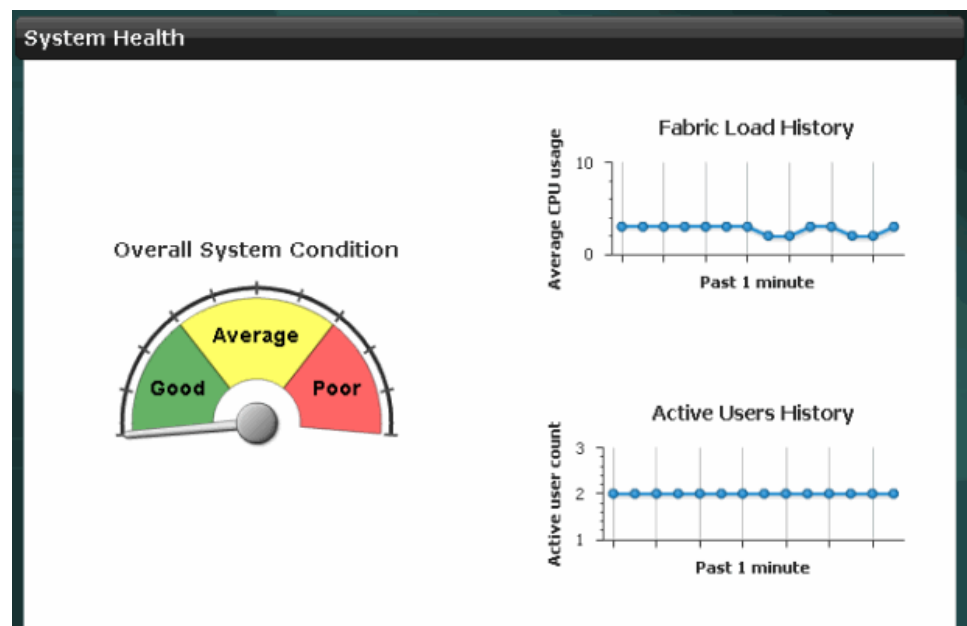 System Health
Overall System Condition
Good
Average
Poor
Fabric Load History
Average CPU usage
10
0
Past 1 minute
Active Users History
Active user count
3
2
1
Past 1 minute